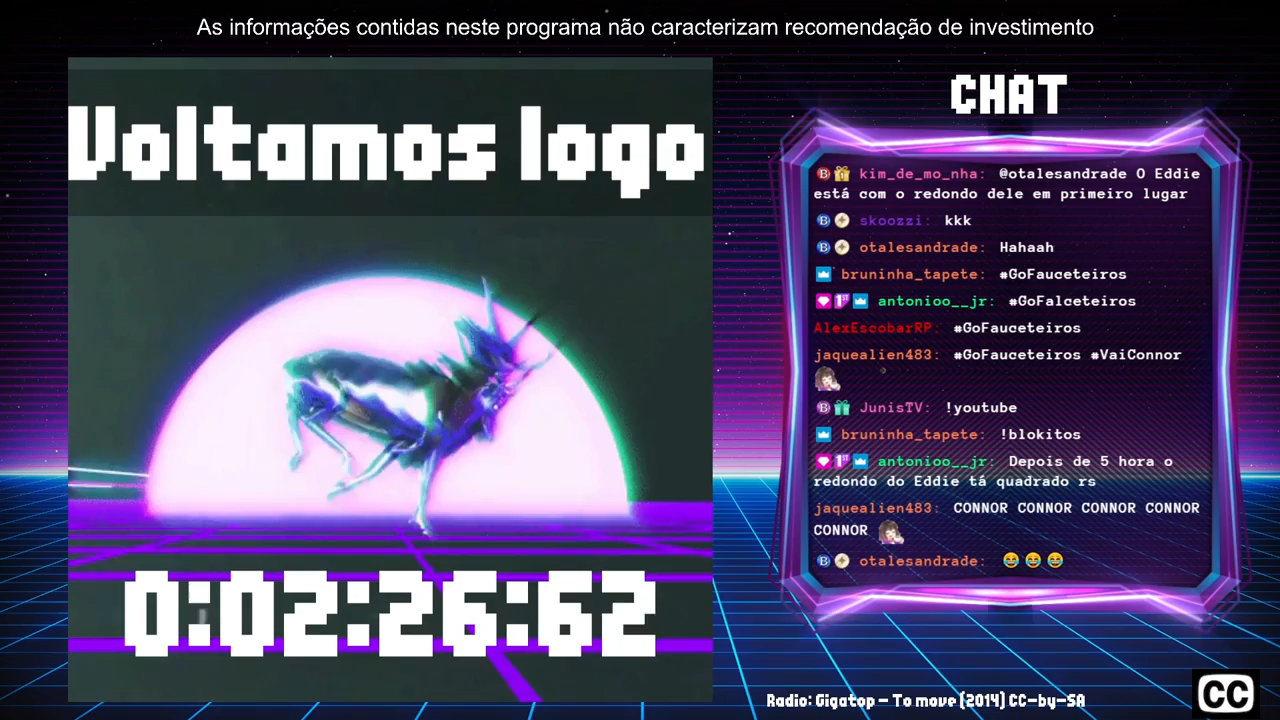 As informações contidas neste programa não caracterizam recomendação de investimento
Voltamos logo
0:02:26:62
CHAT
kim_de_mo_nha: @otalesandrade O Eddie
está com o redondo dele em primeiro lugar
skoozzi: kkk
otalesandrade: Hahaah
bruninha_tapete: #GoFauceteiros
antonioo__jr: #GoFalceteiros
AlexEscobarRP: #GoFauceteiros
jaquealien483: #GoFauceteiros #VaiConnor
JunisTV: !youtube
bruninha_tapete: !blokitos
antonioo__jr: Depois de 5 hora o
redondo do Eddie tá quadrado rs
jaquealien483: CONNOR CONNOR CONNOR CONNOR
CONNOR
otalesandrade: 😂 😂 😂
Radio: Gigatop - To move (2014) CC-by-SA
CC